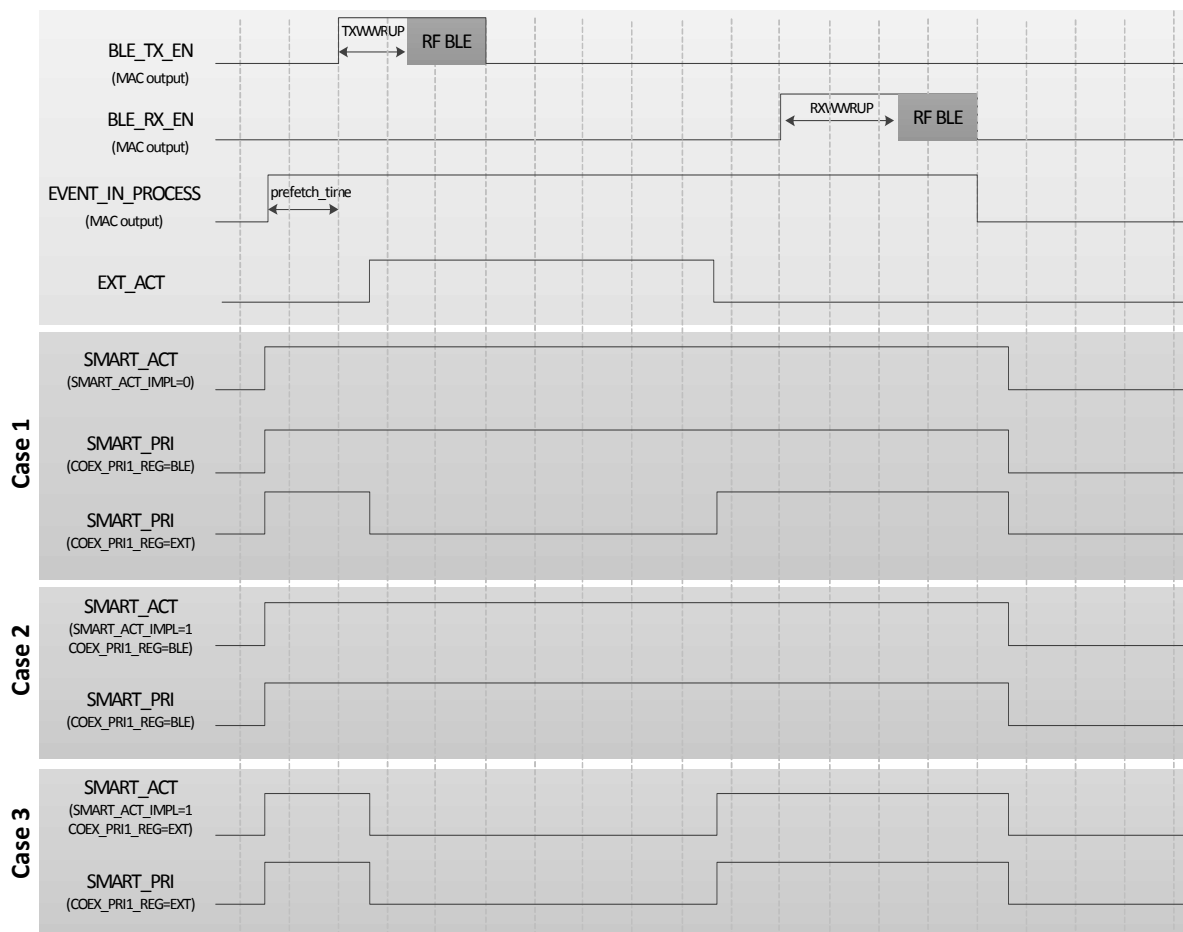 TXWWRUP
RF BLE
BLE_TX_EN
(MAC output)
RXWWRUP
RF BLE
BLE_RX_EN
(MAC output)
prefetch_time
EVENT_IN_PROCESS
(MAC output)
EXT_ACT
Case 1
SMART_ACT
(SMART_ACT_IMPL=0)
SMART_PRI
(COEX_PRI1_REG=BLE)
SMART_PRI
(COEX_PRI1_REG=EXT)
Case 2
SMART_ACT
(SMART_ACT_IMPL=1
COEX_PRI1_REG=BLE)
SMART_PRI
(COEX_PRI1_REG=BLE)
Case 3
SMART_ACT
(SMART_ACT_IMPL=1
COEX_PRI1_REG=EXT)
SMART_PRI
(COEX_PRI1_REG=EXT)